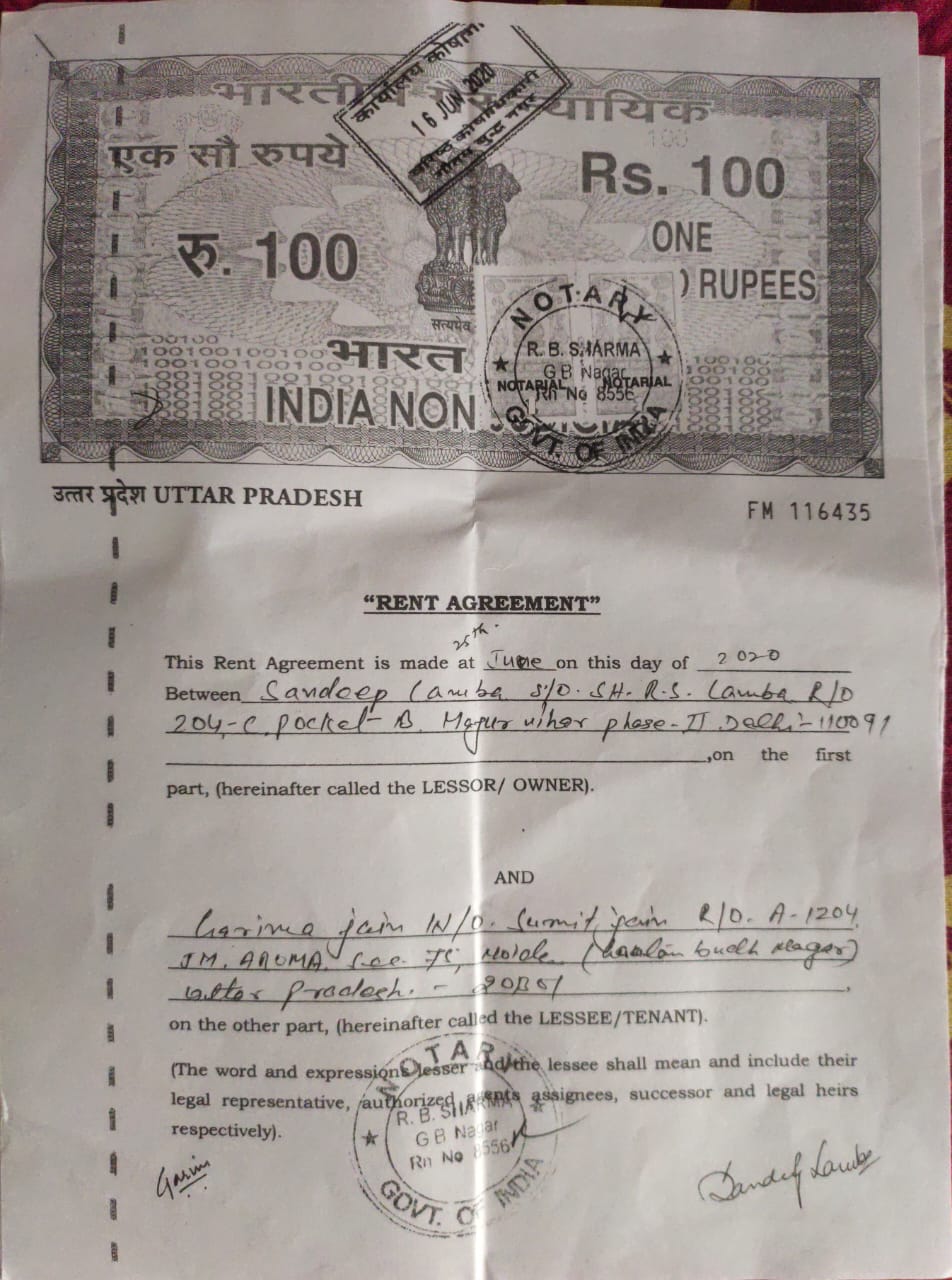 भारतीय गैर न्यायिक
कार्यालय कोषागार
16 JUN 2020
वरिष्ठ कोषाधिकारी
गौतम बुद्ध नगर
100
एक सौ रुपये
Rs. 100
रु. 100
ONE
) RUPEES
सत्यमेव
भारत
INDIA NON
NOTARY
R. B. SHARMA
G B Nagar
NOTARIAL NOTARIAL
Rn No 8556
GOVT. OF INDIA
उत्तर प्रदेश UTTAR PRADESH
FM 116435
“RENT AGREEMENT”
25th.
This Rent Agreement is made at June on this day of 2020
Between Sandeep Lamba S/O. SH. R.S. Lamba R/O
204-C, Pocket-B. Mayur vihar phase-II Delhi-110091
,on the first
part, (hereinafter called the LESSOR/ OWNER).
AND
Garima jain W/O. Sumit jain R/O. A-1204,
JM. AROMA. Sec. 75, Noida (Gautam Budh Nagar)
Uttar Pradesh. -
,
on the other part, (hereinafter called the LESSEE/TENANT).
(The word and expression lesser and the lessee shall mean and include their
legal representative, authorized agents assignees, successor and legal heirs
respectively).
NOTARY
R. B. SHARMA
G B Nagar
Rn No 8556
GOVT. OF INDIA
Garima
Sandeep Lamba